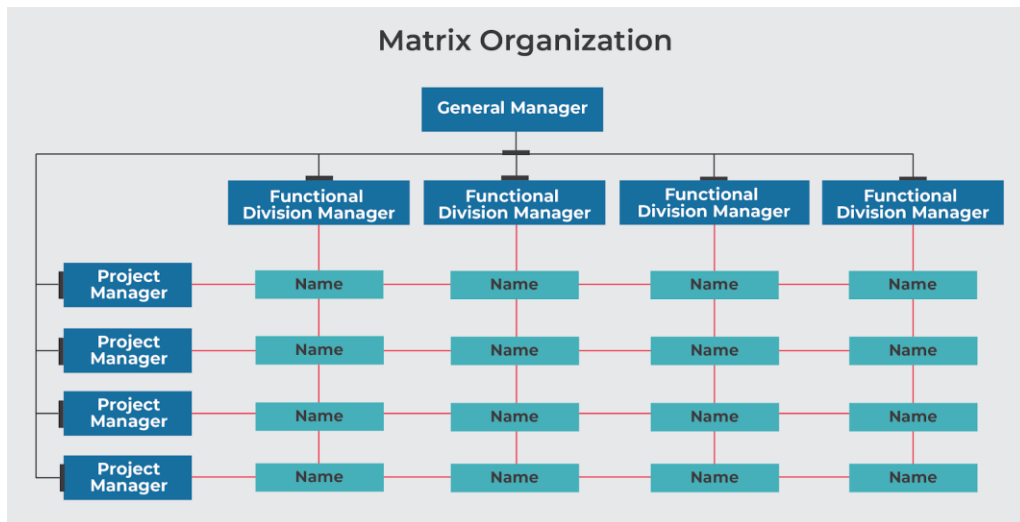 Matrix Organization
General Manager
Functional
Division Manager
Functional
Division Manager
Functional
Division Manager
Functional
Division Manager
Project
Manager
Name
Name
Name
Name
Project
Manager
Name
Name
Name
Name
Project
Manager
Name
Name
Name
Name
Project
Manager
Name
Name
Name
Name